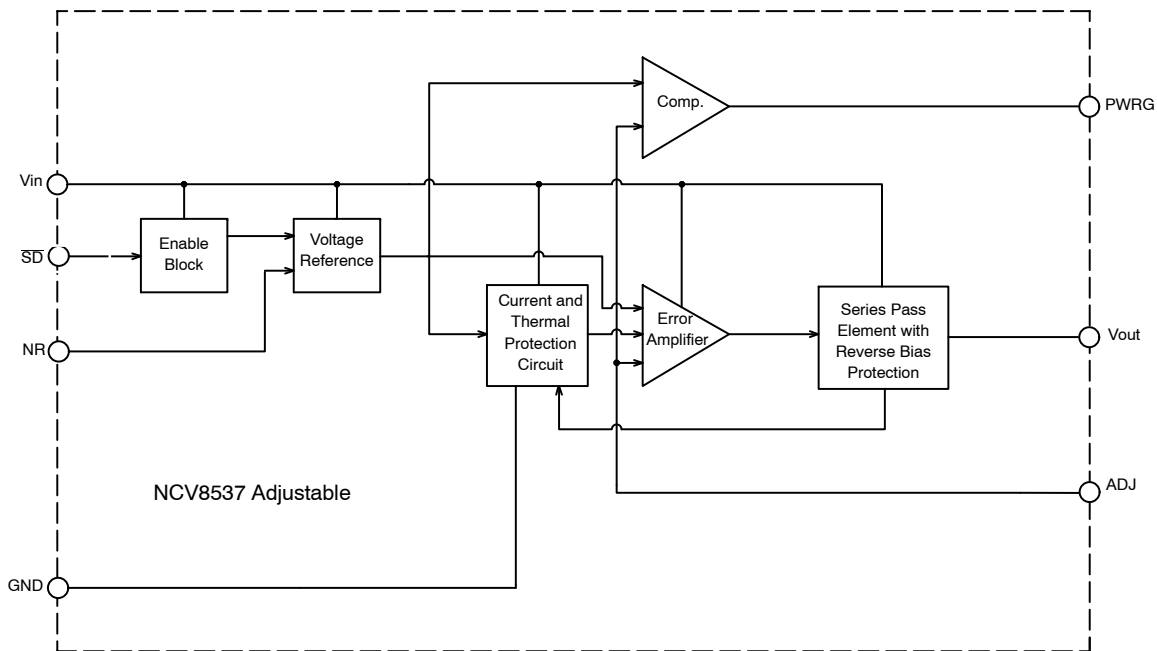 Comp.
PWRG
Vin
SD
Enable
Block
Voltage
Reference
NR
Current and
Thermal
Protection
Circuit
Error
Amplifier
Series Pass
Element with
Reverse Bias
Protection
Vout
NCV8537 Adjustable
ADJ
GND